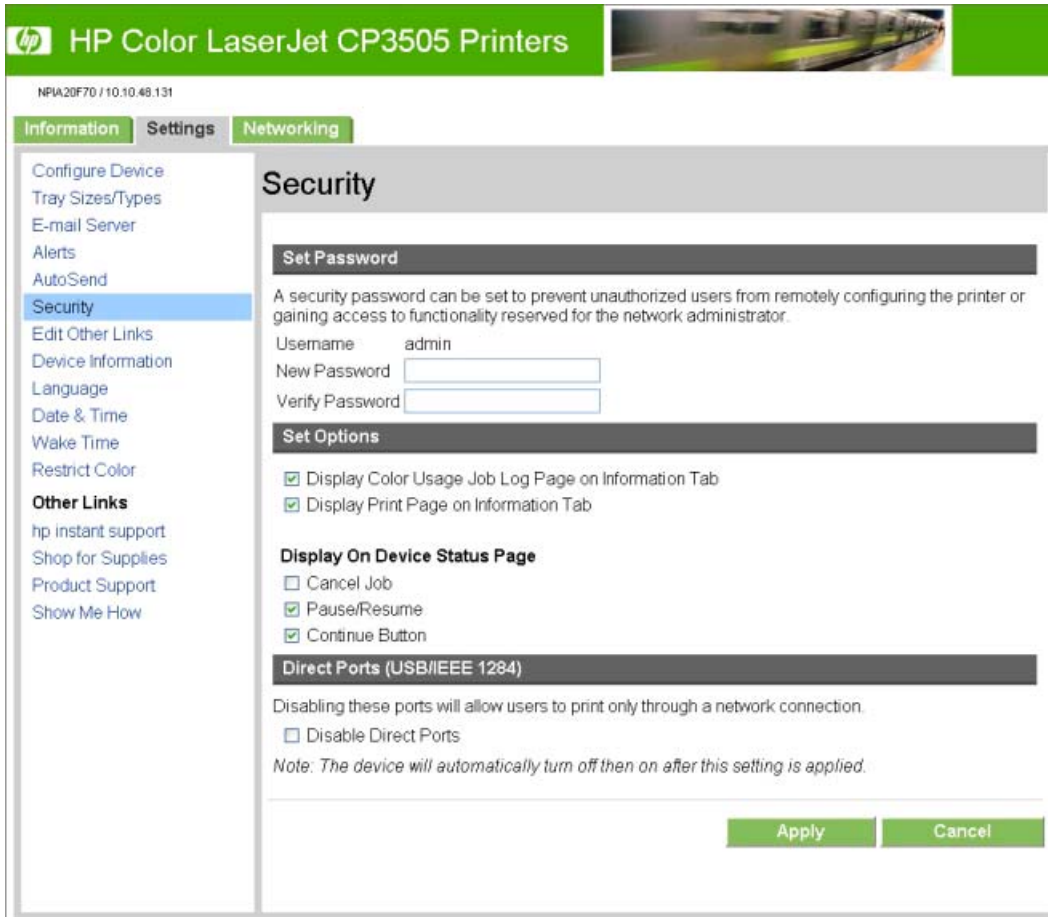 hp HP Color LaserJet CP3505 Printers
NPIA20F70 / 10.10.48.131
Information Settings Networking
Configure Device
Tray Sizes/Types
E-mail Server
Alerts
AutoSend
Security
Edit Other Links
Device Information
Language
Date & Time
Wake Time
Restrict Color
Other Links
hp instant support
Shop for Supplies
Product Support
Show Me How
Security
Set Password
A security password can be set to prevent unauthorized users from remotely configuring the printer or
gaining access to functionality reserved for the network administrator.
Username admin
New Password
Verify Password
Set Options
Display Color Usage Job Log Page on Information Tab
Display Print Page on Information Tab
Display On Device Status Page
Cancel Job
Pause/Resume
Continue Button
Direct Ports (USB/IEEE 1284)
Disabling these ports will allow users to print only through a network connection.
Disable Direct Ports
Note: The device will automatically turn off then on after this setting is applied.
Apply Cancel